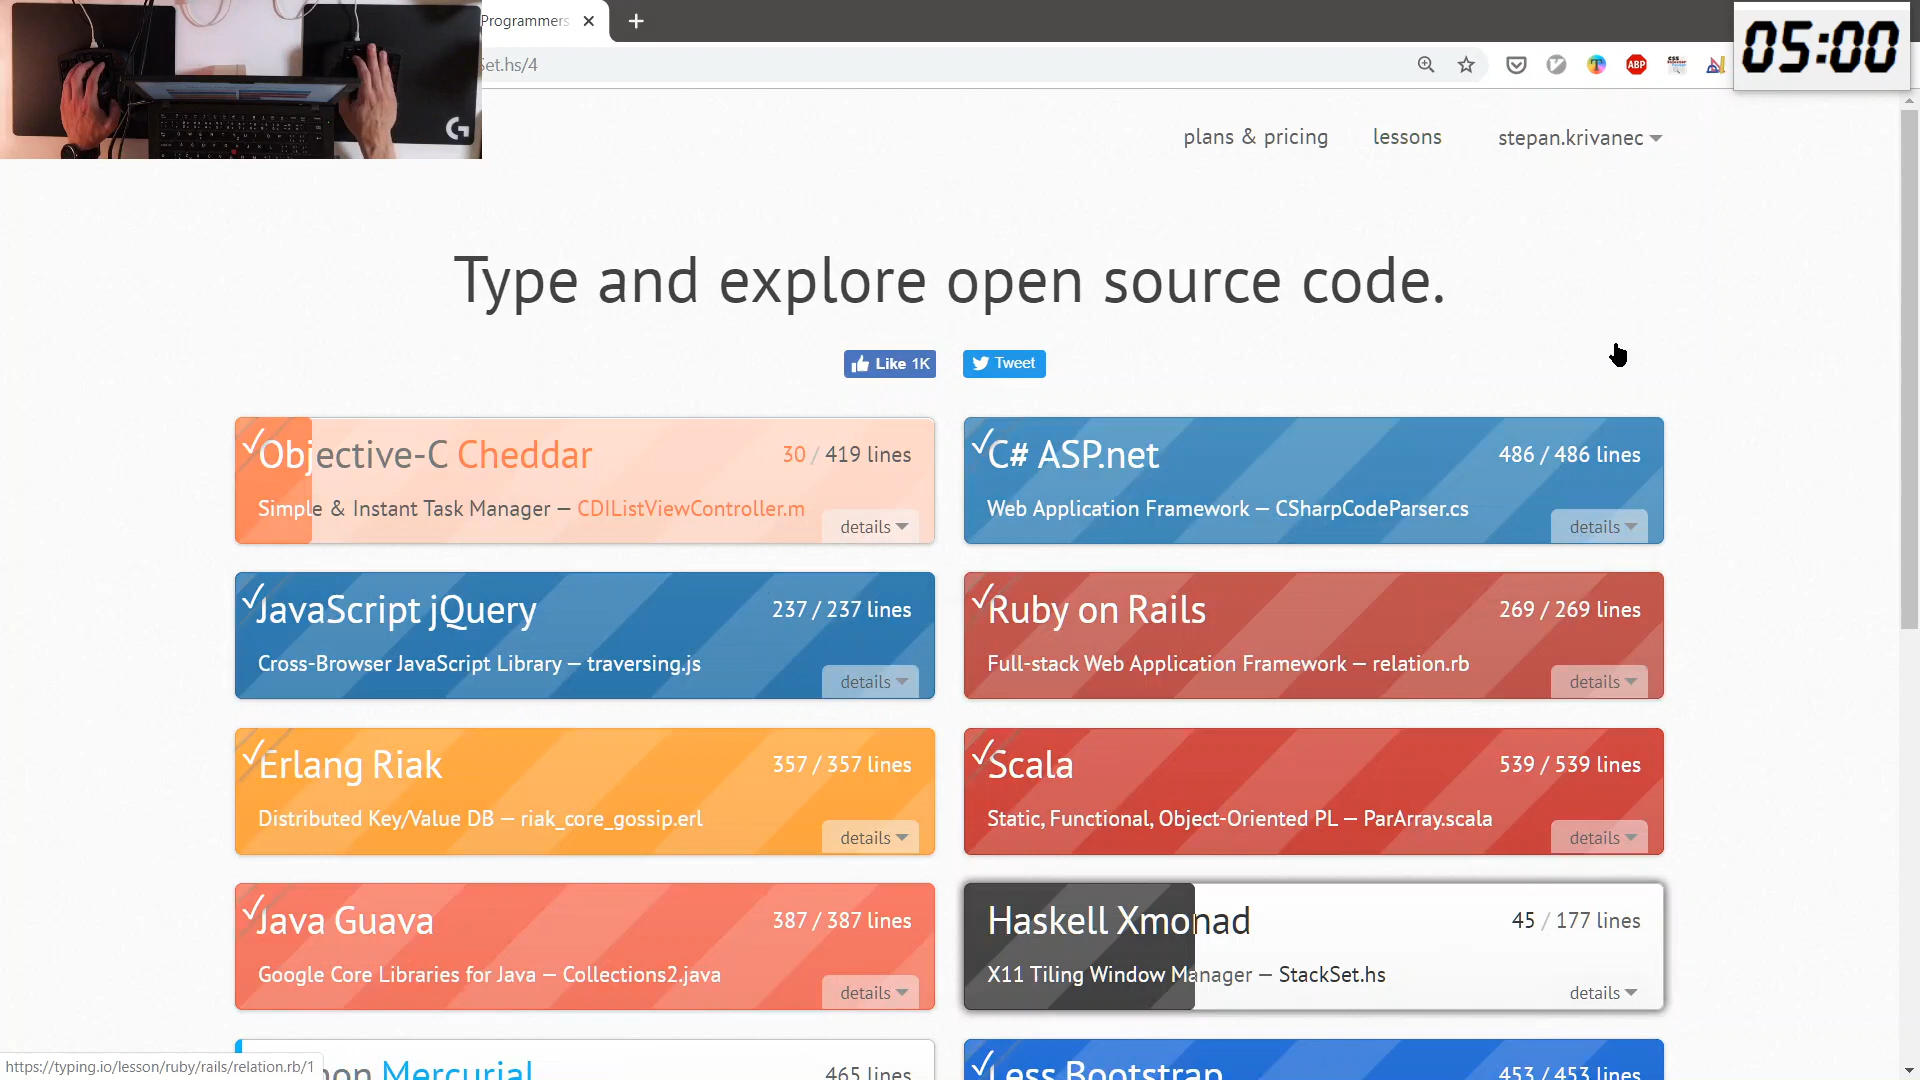 Programmers
05:00
Set.hs/4
ABP
plans & pricing
lessons
stepan.krivanec
Type and explore open source code.
Like 1K
Tweet
Objective-C Cheddar
30 / 419 lines
Simple & Instant Task Manager — CDIListViewController.m
details
C# ASP.net
486 / 486 lines
Web Application Framework — CSharpCodeParser.cs
details
JavaScript jQuery
237 / 237 lines
Cross-Browser JavaScript Library — traversing.js
details
Ruby on Rails
269 / 269 lines
Full-stack Web Application Framework — relation.rb
details
Erlang Riak
357 / 357 lines
Distributed Key/Value DB — riak_core_gossip.erl
details
Scala
539 / 539 lines
Static, Functional, Object-Oriented PL — ParArray.scala
details
Java Guava
387 / 387 lines
Google Core Libraries for Java — Collections2.java
details
Haskell Xmonad
45 / 177 lines
X11 Tiling Window Manager — StackSet.hs
details
Mercurial
465 lines
Less Bootstrap
453 / 453 lines
https://typing.io/lesson/ruby/rails/relation.rb/1